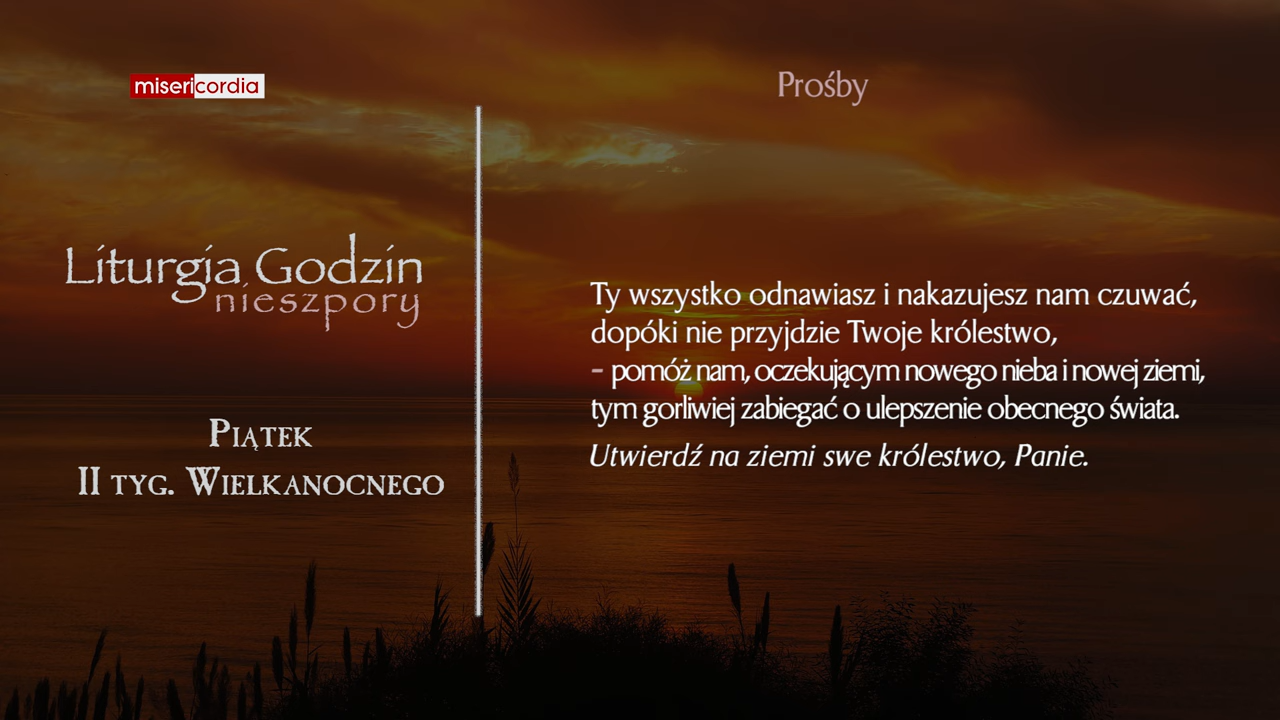 misericordia
Prośby
Liturgia Godzin
nieszpory
Piątek
II tyg. Wielkanocnego
Ty wszystko odnawiasz i nakazujesz nam czuwać,
dopóki nie przyjdzie Twoje królestwo,
- pomóż nam, oczekującym nowego nieba i nowej ziemi,
tym gorliwiej zabiegać o ulepszenie obecnego świata.
Utwierdź na ziemi swe królestwo, Panie.